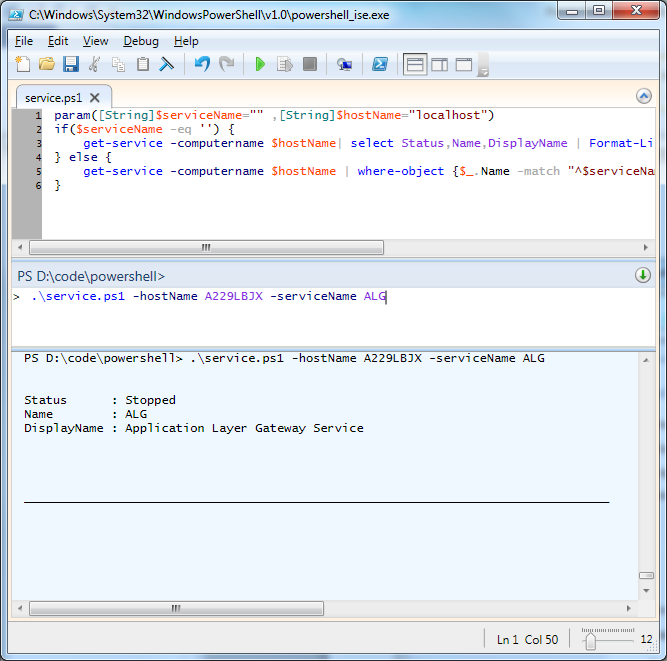 C:\Windows\System32\WindowsPowerShell\v1.0\powershell_ise.exe
File Edit View Debug Help
service.ps1
1 param([String]$serviceName="" ,[String]$hostName="localhost")
2 if($serviceName -eq '') {
3 get-service -computername $hostName| select Status,Name,DisplayName | Format-Li
4 } else {
5 get-service -computername $hostName | where-object {$_.Name -match "^$serviceNa
6 }
PS D:\code\powershell>
> .\service.ps1 -hostName A229LBJX -serviceName ALG
PS D:\code\powershell> .\service.ps1 -hostName A229LBJX -serviceName ALG
Status : Stopped
Name : ALG
DisplayName : Application Layer Gateway Service
Ln 1 Col 50 12